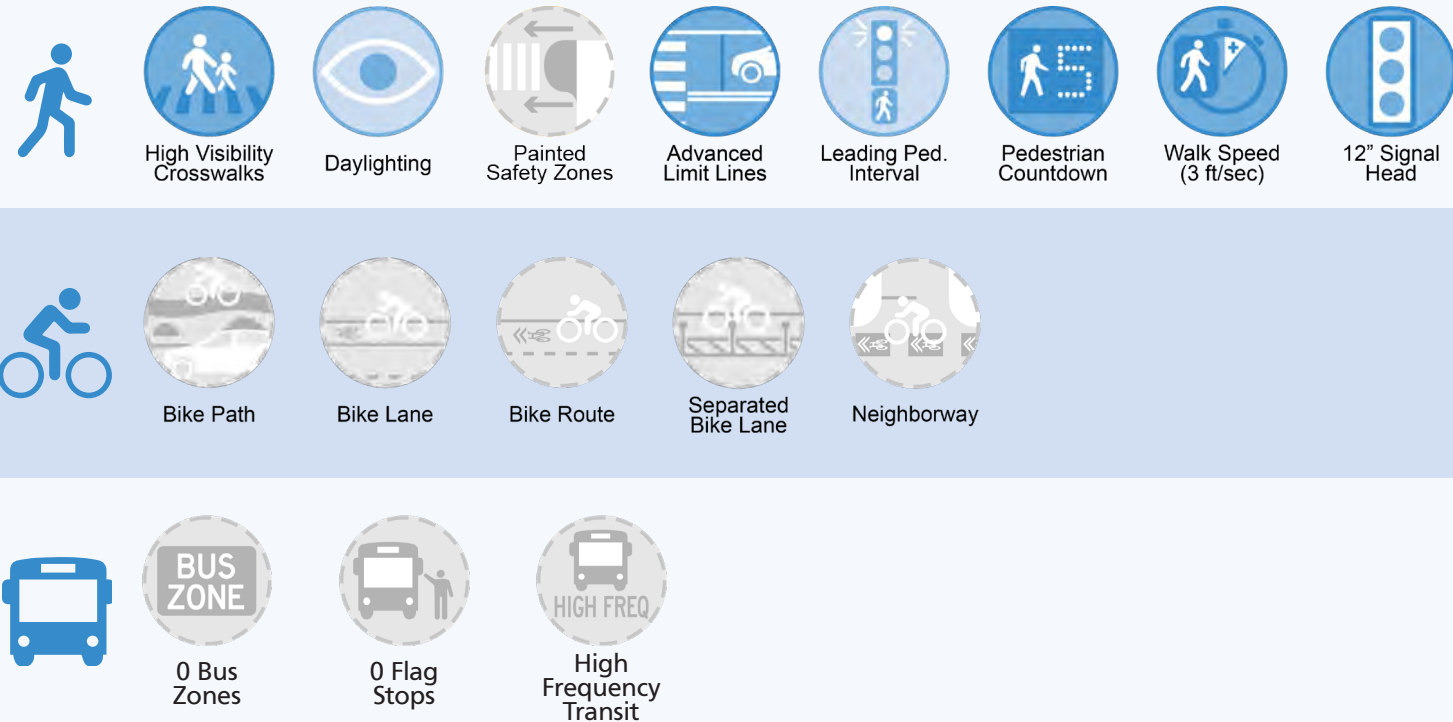 5
High Visibility
Crosswalks
Daylighting
Painted
Safety Zones
Advanced
Limit Lines
Leading Ped.
Interval
Pedestrian
Countdown
Walk Speed
(3 ft/sec)
12” Signal
Head
Bike Path
Bike Lane
Bike Route
Separated
Bike Lane
Neighborway
BUS
ZONE
HIGH FREQ
0 Bus
Zones
0 Flag
Stops
High
Frequency
Transit